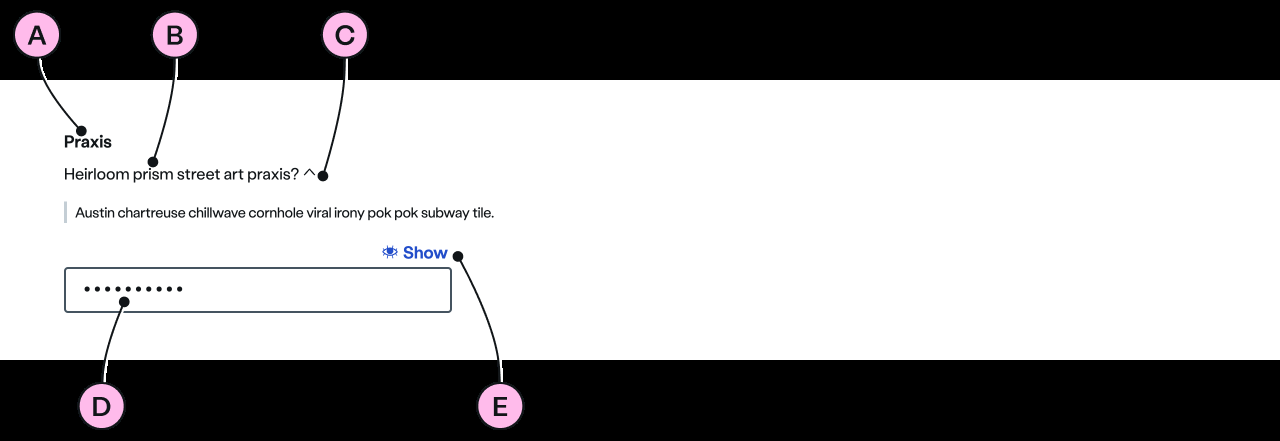 A B C
Praxis
Heirloom prism street art praxis?
Austin chartreuse chillwave cornhole viral irony pok pok subway tile.
Show
••••••••••
D E